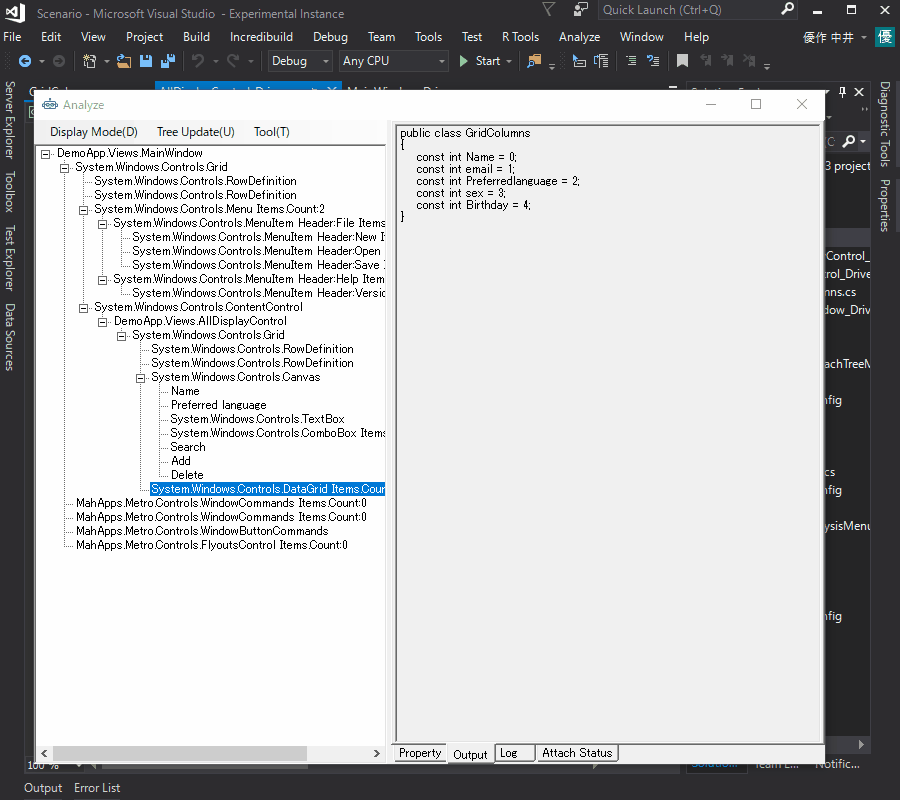 Scenario - Microsoft Visual Studio - Experimental Instance
Quick Launch (Ctrl+Q)
File Edit View Project Build Incredibuild Debug Team Tools Test R Tools Analyze Window Help 優作 中井 優
Debug Any CPU Start
Server Explorer
Toolbox
Test Explorer
Data Sources
Diagnostic Tools
Properties
Analyze
Display Mode(D) Tree Update(U) Tool(T)
DemoApp.Views.MainWindow
System.Windows.Controls.Grid
System.Windows.Controls.RowDefinition
System.Windows.Controls.RowDefinition
System.Windows.Controls.Menu Items.Count:2
System.Windows.Controls.MenuItem Header:File Items
System.Windows.Controls.MenuItem Header:New I
System.Windows.Controls.MenuItem Header:Open
System.Windows.Controls.MenuItem Header:Save I
System.Windows.Controls.MenuItem Header:Help Item
System.Windows.Controls.MenuItem Header:Versio
System.Windows.Controls.ContentControl
DemoApp.Views.AllDisplayControl
System.Windows.Controls.Grid
System.Windows.Controls.RowDefinition
System.Windows.Controls.RowDefinition
System.Windows.Controls.Canvas
Name
Preferred language
System.Windows.Controls.TextBox
System.Windows.Controls.ComboBox Items
Search
Add
Delete
System.Windows.Controls.DataGrid Items.Coun
MahApps.Metro.Controls.WindowCommands Items.Count:0
MahApps.Metro.Controls.WindowCommands Items.Count:0
MahApps.Metro.Controls.WindowButtonCommands
MahApps.Metro.Controls.FlyoutsControl Items.Count:0
public class GridColumns
{
const int Name = 0;
const int email = 1;
const int Preferredlanguage = 2;
const int sex = 3;
const int Birthday = 4;
}
Property Output Log Attach Status
3 project
Control_
rol_Drive
mns.cs
dow_Driv
achTreeM
nfig
cs
nfig
ysisMenu
nfig
100 %
Notific...
Output Error List